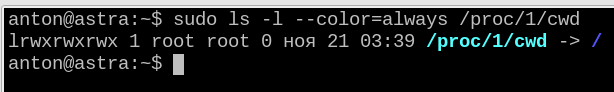 anton@astra:~$ sudo ls -l --color=always /proc/1/cwd
lrwxrwxrwx 1 root root 0 ноя 21 03:39 /proc/1/cwd -> /
anton@astra:~$